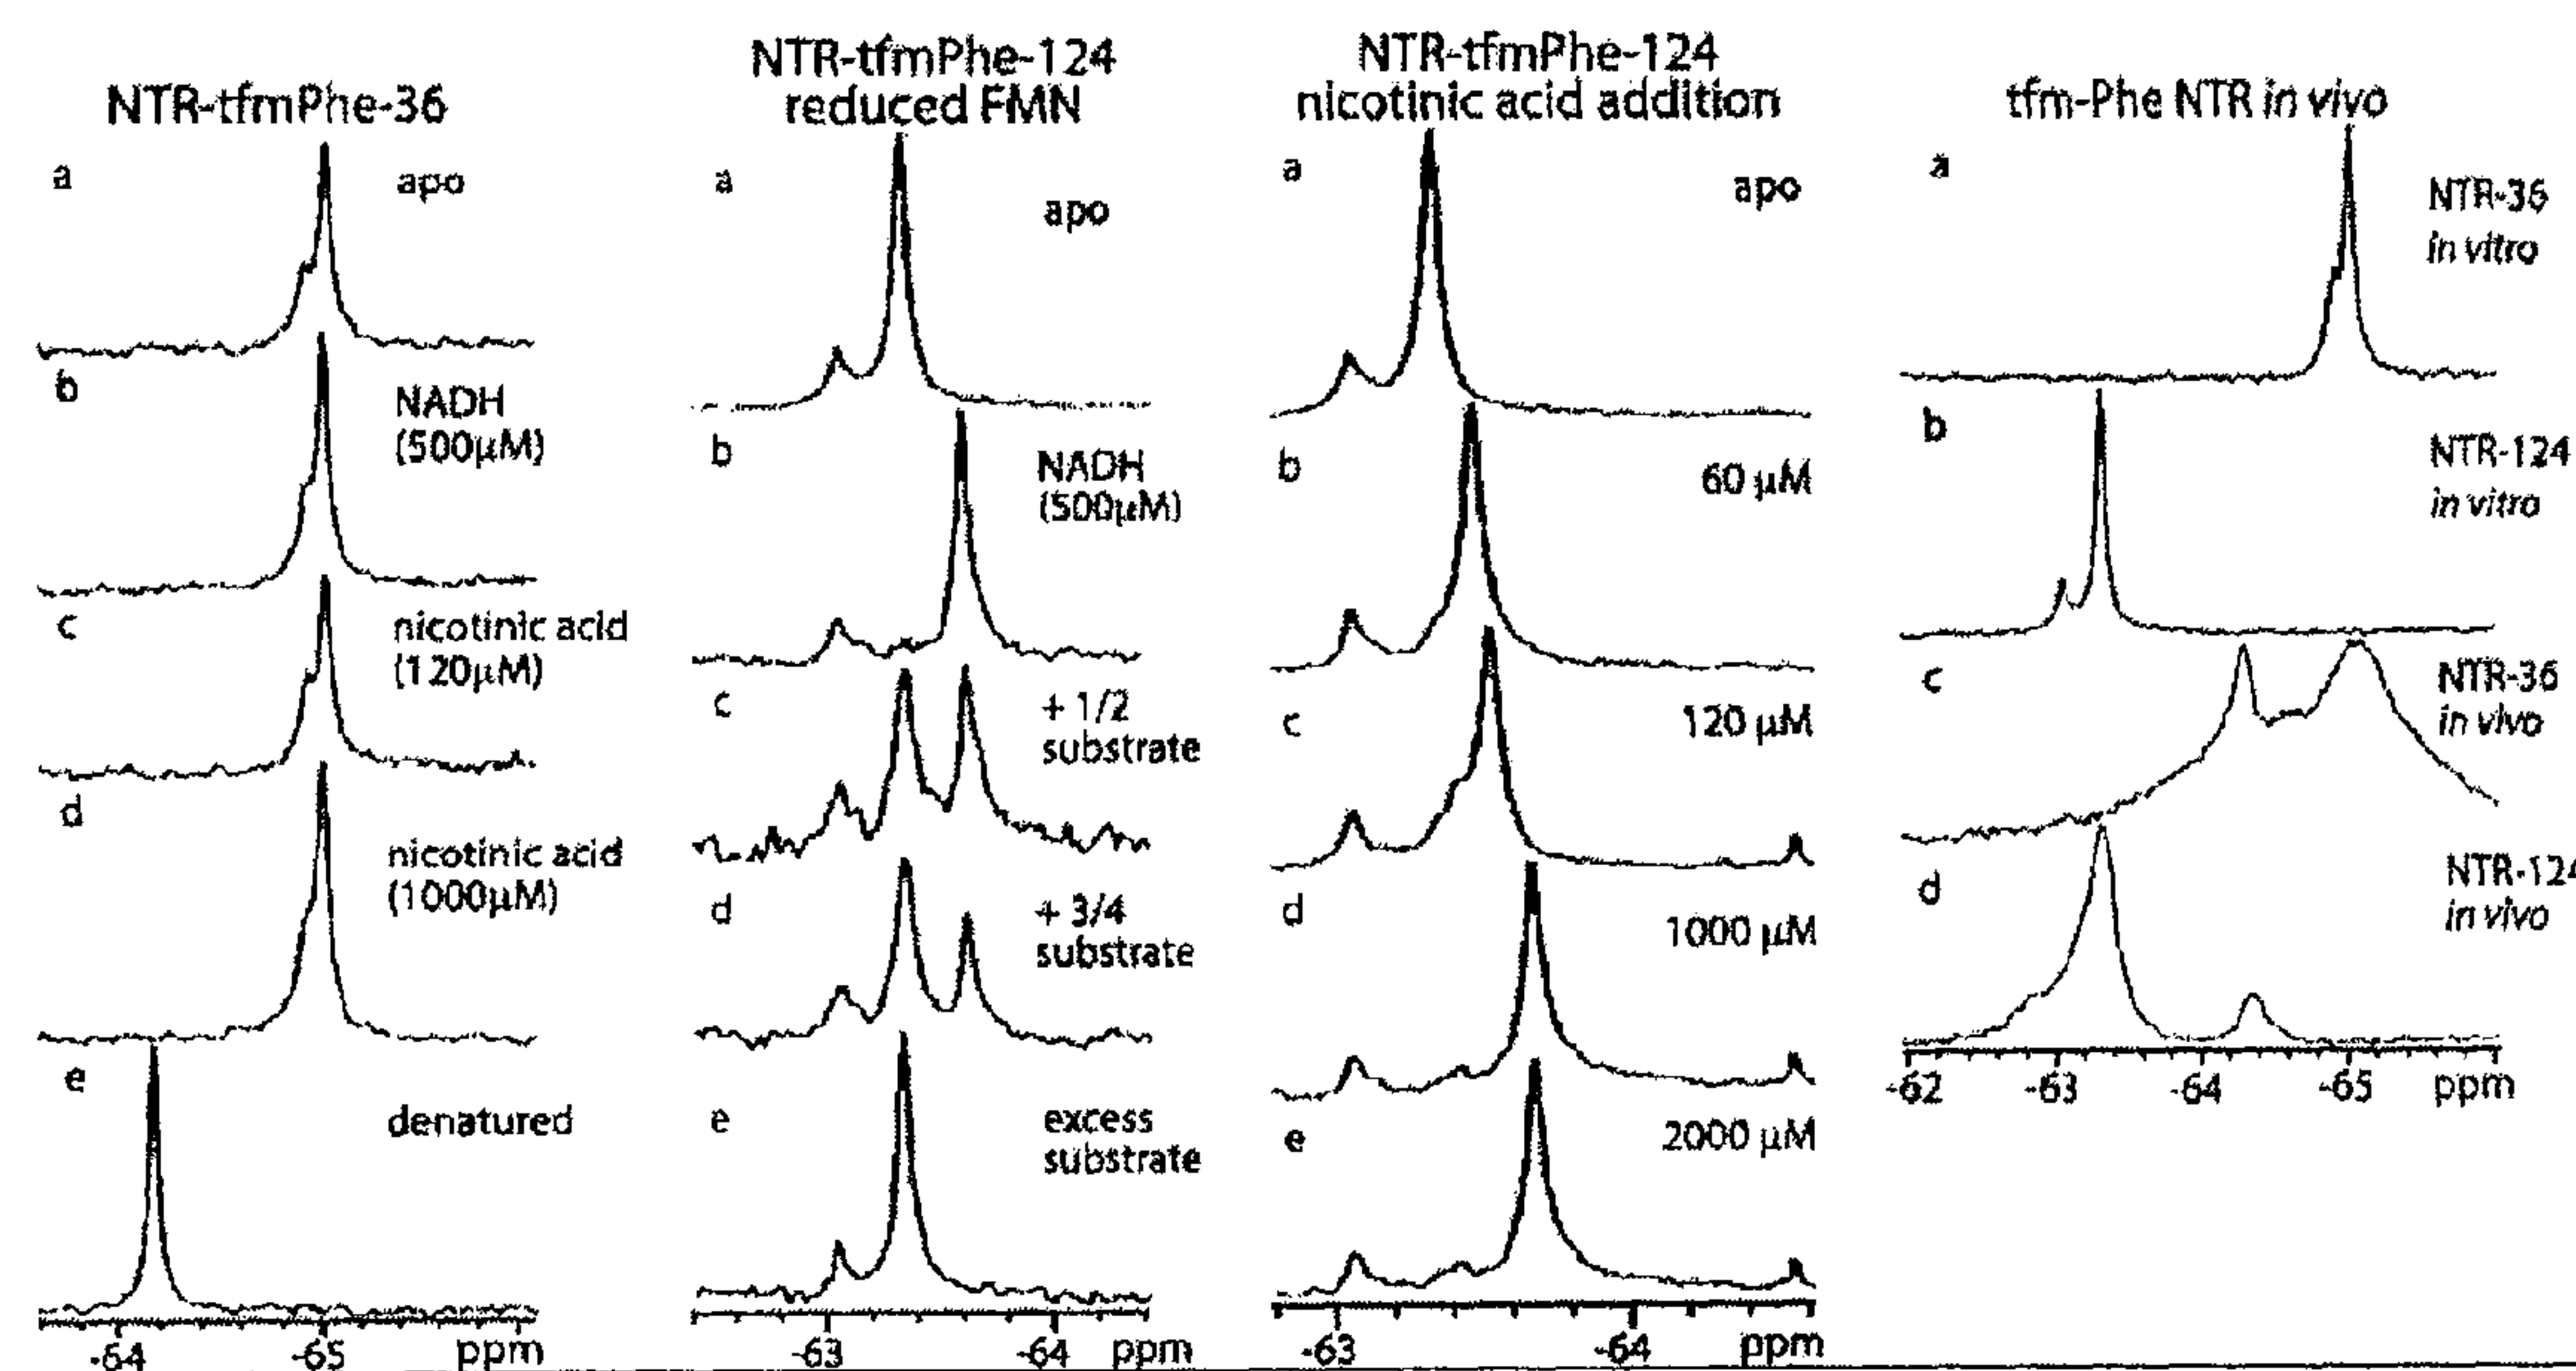 NTR-tfmPhe-36
a
apo
b
NADH
(500µM)
c
nicotinic acid
(120µM)
d
nicotinic acid
(1000µM)
e
denatured
-64
-65
ppm
NTR-tfmPhe-124
reduced FMN
a
apo
b
NADH
(500µM)
c
+ 1/2
substrate
d
+ 3/4
substrate
e
excess
substrate
-63
-64
ppm
NTR-tfmPhe-124
nicotinic acid addition
a
apo
b
60 µM
c
120 µM
d
1000 µM
e
2000 µM
-63
-64
ppm
tfm-Phe NTR in vivo
a
NTR-36
in vitro
b
NTR-124
in vitro
c
NTR-36
in vivo
d
NTR-124
in vivo
-62
-63
-64
-65
ppm